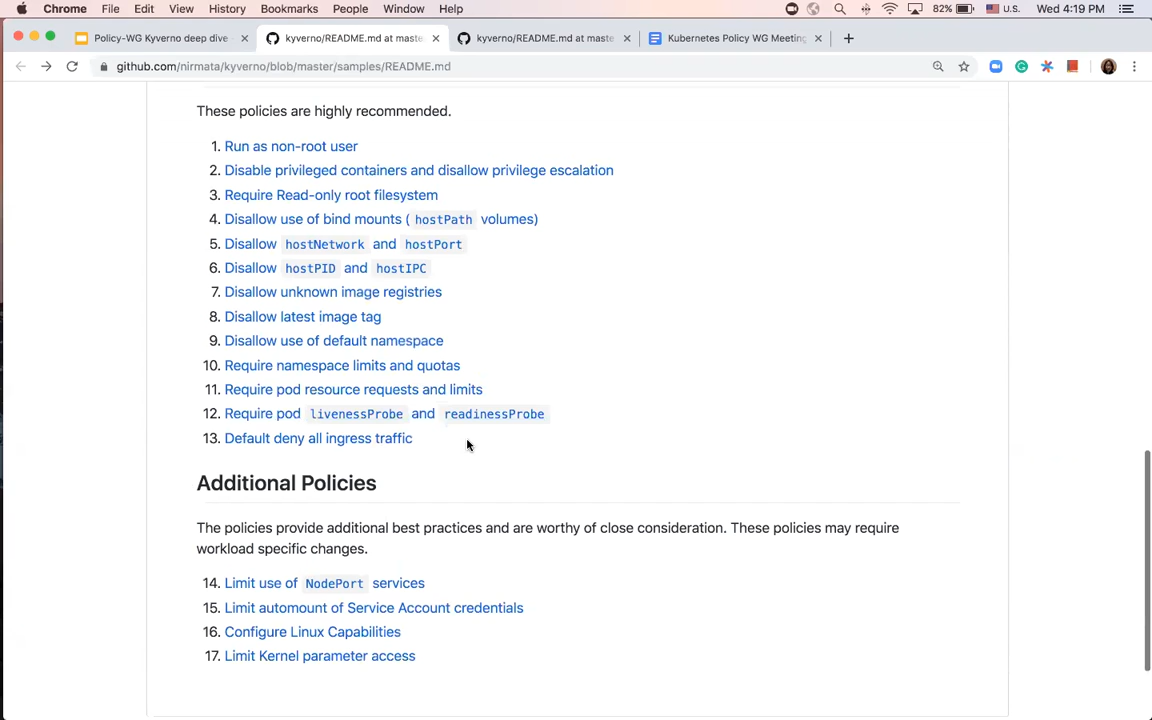 Chrome File Edit View History Bookmarks People Window Help 82% U.S. Wed 4:19 PM
Policy-WG Kyverno deep dive
kyverno/README.md at maste
kyverno/README.md at maste
Kubernetes Policy WG Meeting
github.com/nirmata/kyverno/blob/master/samples/README.md
These policies are highly recommended.
1. Run as non-root user
2. Disable privileged containers and disallow privilege escalation
3. Require Read-only root filesystem
4. Disallow use of bind mounts ( hostPath volumes)
5. Disallow hostNetwork and hostPort
6. Disallow hostPID and hostIPC
7. Disallow unknown image registries
8. Disallow latest image tag
9. Disallow use of default namespace
10. Require namespace limits and quotas
11. Require pod resource requests and limits
12. Require pod livenessProbe and readinessProbe
13. Default deny all ingress traffic
Additional Policies
The policies provide additional best practices and are worthy of close consideration. These policies may require
workload specific changes.
14. Limit use of NodePort services
15. Limit automount of Service Account credentials
16. Configure Linux Capabilities
17. Limit Kernel parameter access